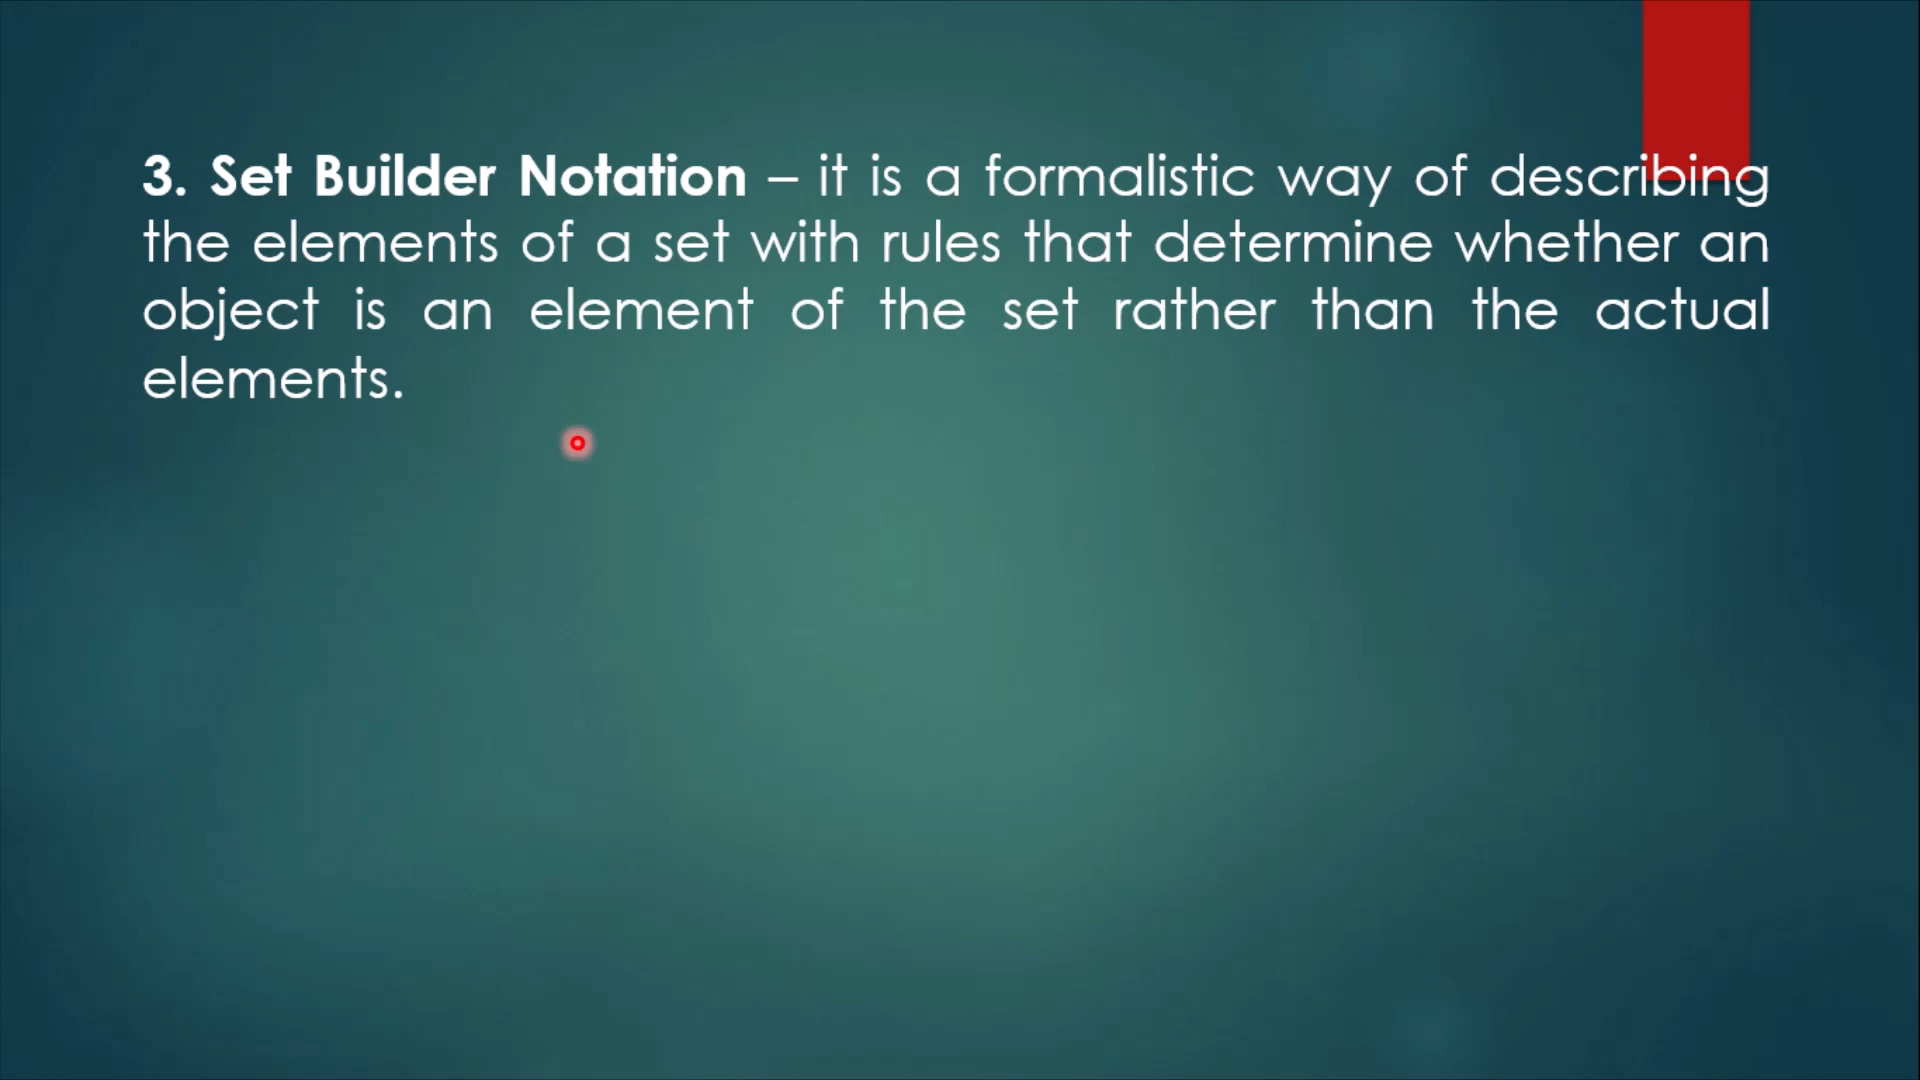 3. Set Builder Notation – it is a formalistic way of describing
the elements of a set with rules that determine whether an
object is an element of the set rather than the actual
elements.